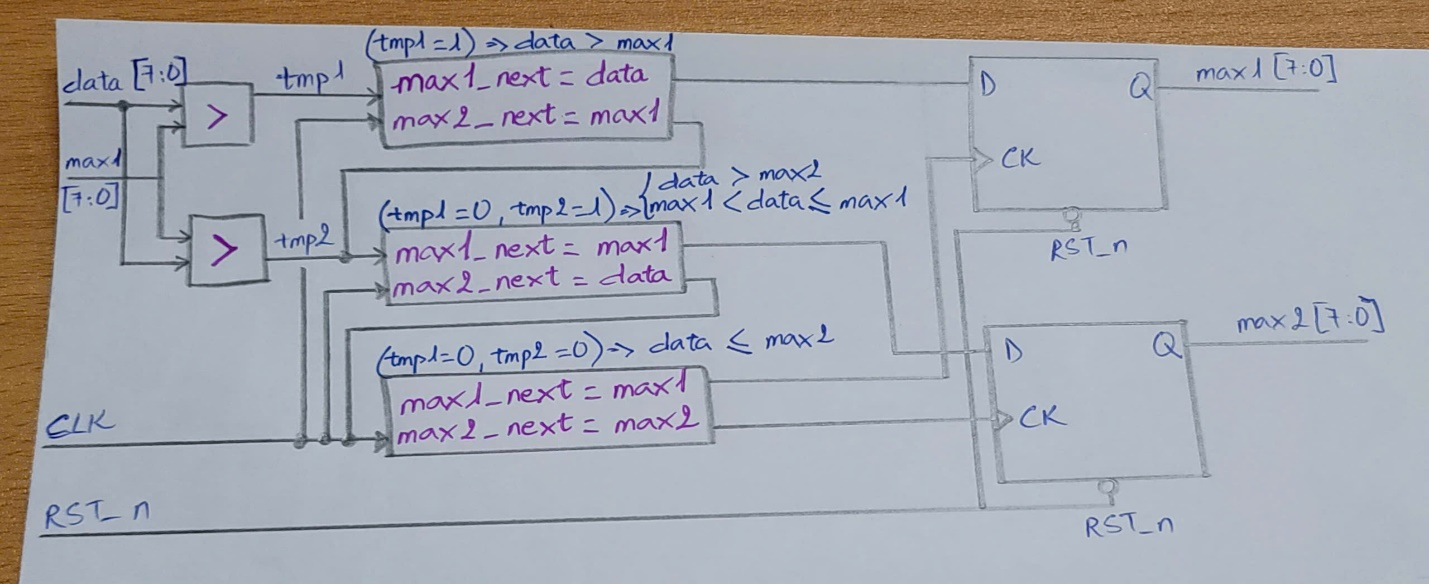 (tmp1=1) => data > max1
data [7:0]
tmp1
max1_next = data
max2_next = max1
>
D
Q
max1 [7:0]
CK
RST_n
max1
[7:0]
data > max2
(tmp1=0, tmp2=1) => { max1 < data ≤ max1
>
tmp2
max1_next = max1
max2_next = data
(tmp1=0, tmp2=0) => data ≤ max2
max1_next = max1
max2_next = max2
D
Q
max2 [7:0]
CK
RST_n
CLK
RST_n